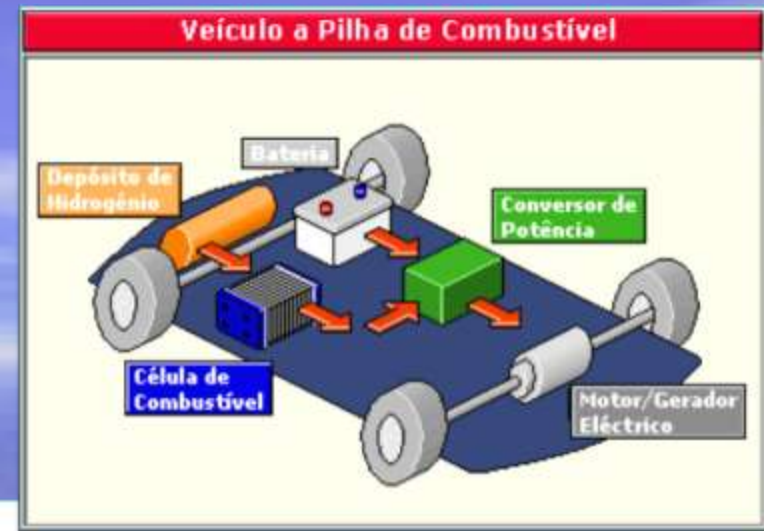 Veículo a Pilha de Combustível
Bateria
Depósito de
Hidrogénio
Conversor de
Potência
Célula de
Combustível
Motor/Gerador
Eléctrico